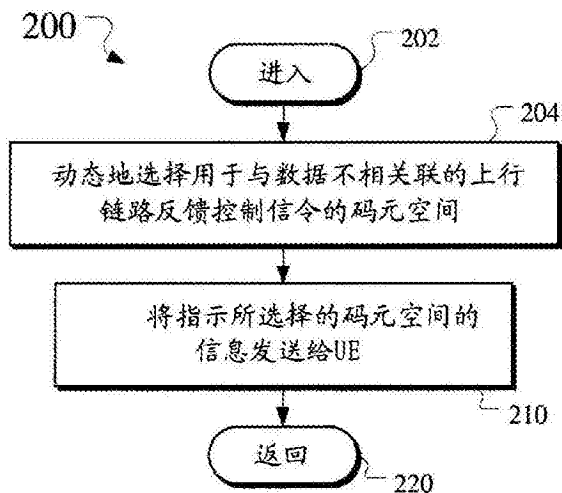 200
进入
202
204
动态地选择用于与数据不相关联的上行
链路反馈控制信令的码元空间
将指示所选择的码元空间的
信息发送给UE
210
返回
220